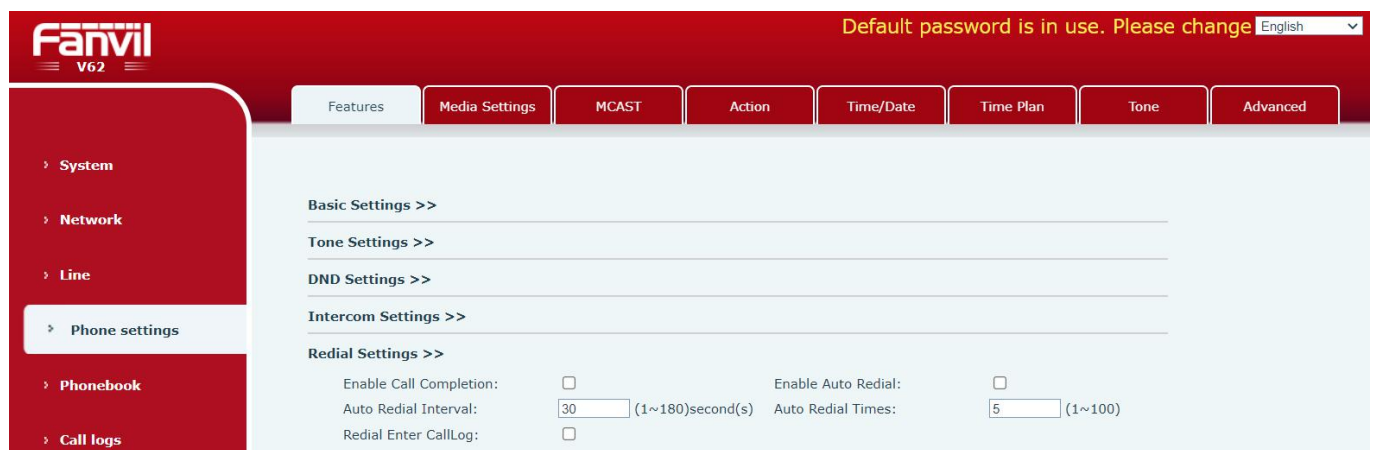 Fanvil
V62
Default password is in use. Please change
English
Features
Media Settings
MCAST
Action
Time/Date
Time Plan
Tone
Advanced
› System
› Network
› Line
› Phone settings
› Phonebook
› Call logs
Basic Settings >>
Tone Settings >>
DND Settings >>
Intercom Settings >>
Redial Settings >>
Enable Call Completion: Enable Auto Redial:
Auto Redial Interval: 30 (1~180)second(s) Auto Redial Times: 5 (1~100)
Redial Enter CallLog: